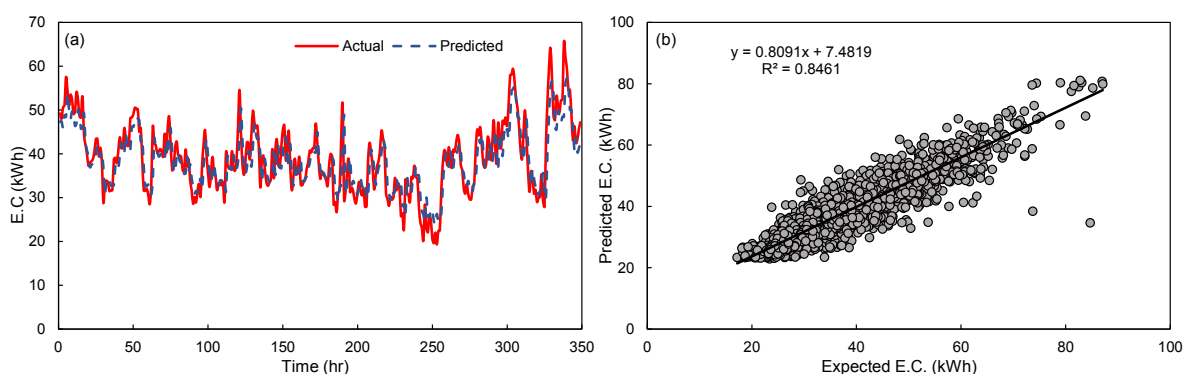 (a)
Actual
Predicted
70
60
50
40
30
20
10
0
E.C (kWh)
0 50 100 150 200 250 300 350
Time (hr)
(b)
y = 0.8091x + 7.4819
R² = 0.8461
100
80
60
40
20
0
Predicted E.C. (kWh)
0 20 40 60 80 100
Expected E.C. (kWh)